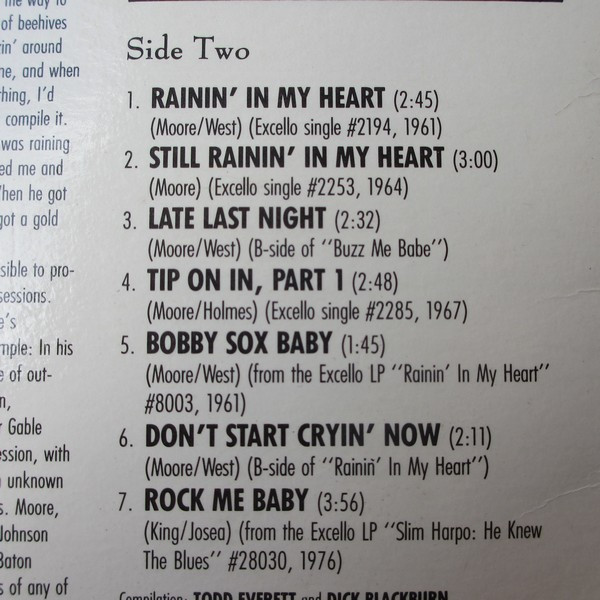 the way to
of beehives
rin' around
ne, and when
thing, I'd
compile it.
was raining
ed me and
When he got
got a gold
sible to pro-
sessions.
e's
mple: In his
e of out-
n,
r Gable
ession, with
unknown
s. Moore,
Johnson
Baton
s of any of
Side Two
1. RAININ' IN MY HEART (2:45)
(Moore/West) (Excello single #2194, 1961)
2. STILL RAININ' IN MY HEART (3:00)
(Moore) (Excello single #2253, 1964)
3. LATE LAST NIGHT (2:32)
(Moore/West) (B-side of ''Buzz Me Babe'')
4. TIP ON IN, PART 1 (2:48)
(Moore/Holmes) (Excello single #2285, 1967)
5. BOBBY SOX BABY (1:45)
(Moore/West) (from the Excello LP ''Rainin' In My Heart''
#8003, 1961)
6. DON'T START CRYIN' NOW (2:11)
(Moore/West) (B-side of ''Rainin' In My Heart'')
7. ROCK ME BABY (3:56)
(King/Josea) (from the Excello LP ''Slim Harpo: He Knew
The Blues'' #28030, 1976)
Compilation: TODD EVERETT and DICK BLACKBURN